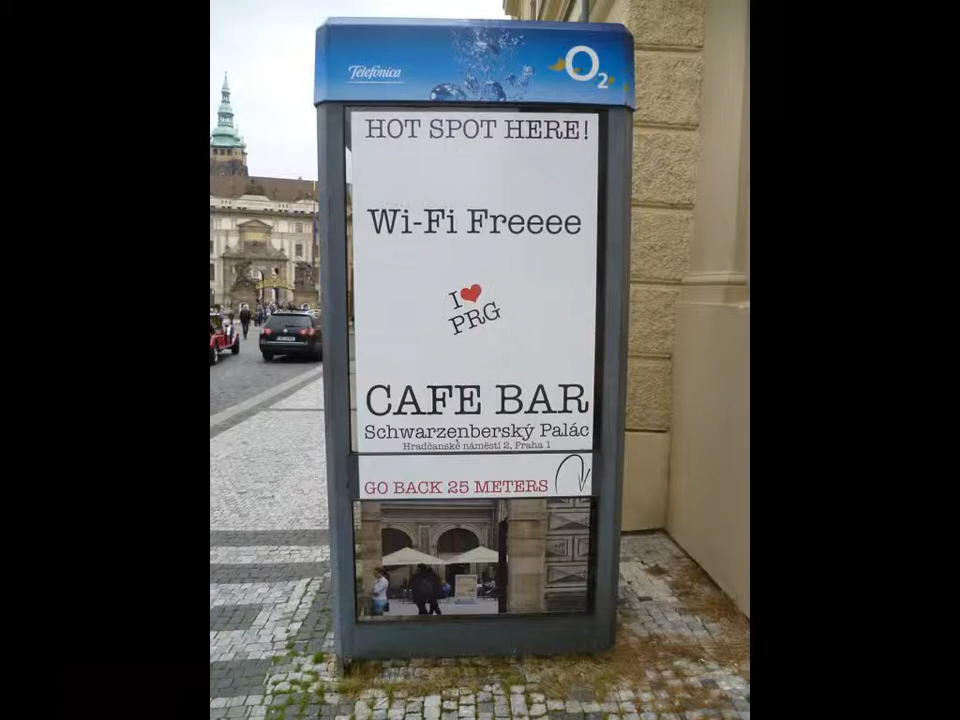 Telefónica
O2
HOT SPOT HERE!
Wi-Fi Freeee
I ❤
PRG
CAFE BAR
Schwarzenberský Palác
Hradčanské náměstí 2, Praha 1
GO BACK 25 METERS